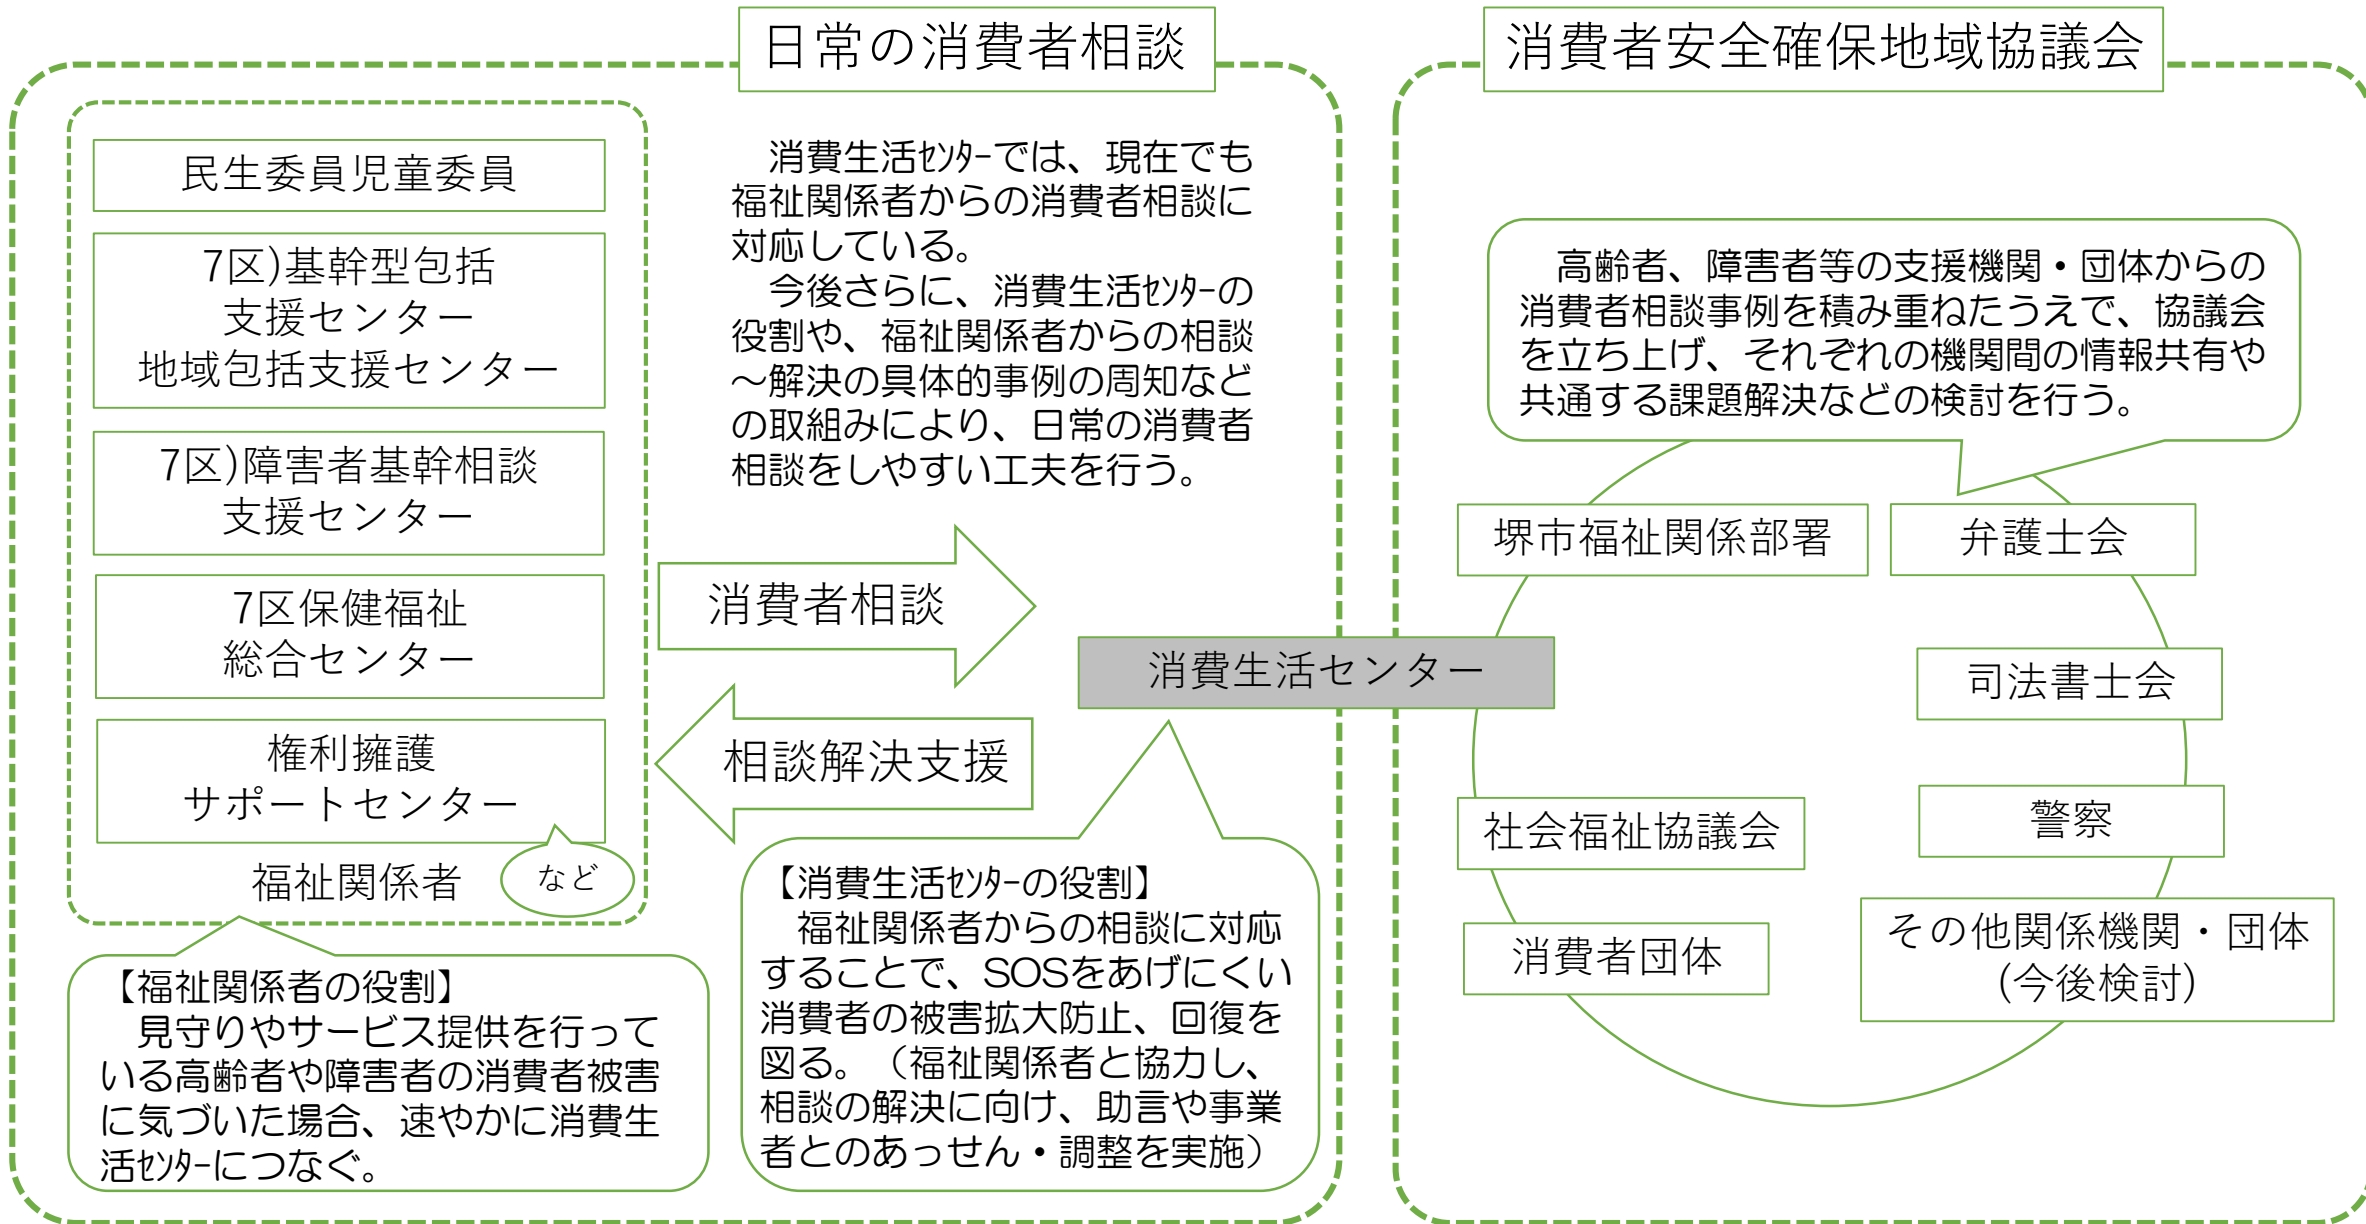 日常の消費者相談
民生委員児童委員
7区)基幹型包括
支援センター
地域包括支援センター
7区)障害者基幹相談
支援センター
7区保健福祉
総合センター
権利擁護
サポートセンター
福祉関係者
など
【福祉関係者の役割】
見守りやサービス提供を行って
いる高齢者や障害者の消費者被害
に気づいた場合、速やかに消費生
活ｾﾝﾀｰにつなぐ。
消費生活ｾﾝﾀｰでは、現在でも
福祉関係者からの消費者相談に
対応している。
今後さらに、消費生活ｾﾝﾀｰの
役割や、福祉関係者からの相談
～解決の具体的事例の周知など
の取組みにより、日常の消費者
相談をしやすい工夫を行う。
消費者相談
相談解決支援
消費生活センター
【消費生活ｾﾝﾀｰの役割】
福祉関係者からの相談に対応
することで、SOSをあげにくい
消費者の被害拡大防止、回復を
図る。（福祉関係者と協力し、
相談の解決に向け、助言や事業
者とのあっせん・調整を実施）
消費者安全確保地域協議会
高齢者、障害者等の支援機関・団体からの
消費者相談事例を積み重ねたうえで、協議会
を立ち上げ、それぞれの機関間の情報共有や
共通する課題解決などの検討を行う。
堺市福祉関係部署
弁護士会
司法書士会
社会福祉協議会
警察
消費者団体
その他関係機関・団体
(今後検討)